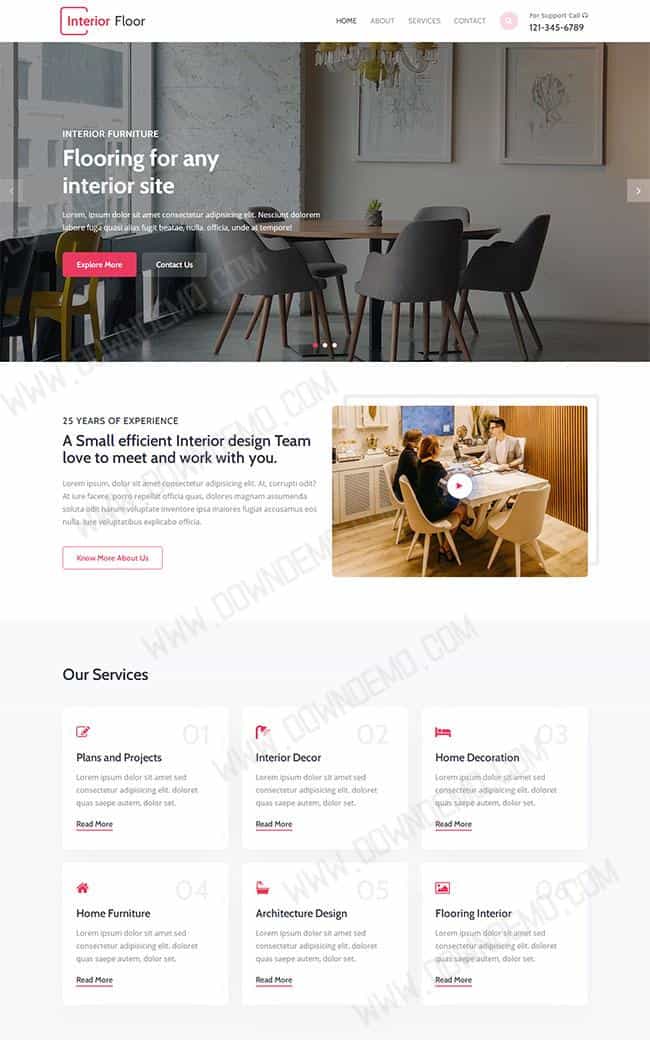 Interior Floor
HOME
ABOUT
SERVICES
CONTACT
For Support Call
121-345-6789
INTERIOR FURNITURE
Flooring for any
interior site
Lorem, ipsum dolor sit amet consectetur adipisicing elit. Nesciunt dolorem
labore fuga quasi alias fugit beatae, nulla. officia, unde at tempore!
Explore More
Contact Us
25 YEARS OF EXPERIENCE
A Small efficient Interior design Team
love to meet and work with you.
Lorem ipsum dolor sit amet consectetur adipisicing elit. At, corrupti odit?
At iure facere, porro repellat officia quas, dolores magnam assumenda
soluta odit harum voluptate inventore ipsa maiores fugiat accusamus eos
nulla. Iure voluptatibus explicabo officia.
Know More About Us
Our Services
01
Plans and Projects
Lorem ipsum dolor sit amet sed
consectetur adipisicing elit. doloret
quas saepe autem, dolor set.
Read More
02
Interior Decor
Lorem ipsum dolor sit amet sed
consectetur adipisicing elit. doloret
quas saepe autem, dolor set.
Read More
03
Home Decoration
Lorem ipsum dolor sit amet sed
consectetur adipisicing elit. doloret
quas saepe autem, dolor set.
Read More
04
Home Furniture
Lorem ipsum dolor sit amet sed
consectetur adipisicing elit. doloret
quas saepe autem, dolor set.
Read More
05
Architecture Design
Lorem ipsum dolor sit amet sed
consectetur adipisicing elit. doloret
quas saepe autem, dolor set.
Read More
06
Flooring Interior
Lorem ipsum dolor sit amet sed
consectetur adipisicing elit. doloret
quas saepe autem, dolor set.
Read More
WWW.DOWNDEMO.COM
WWW.DOWNDEMO.COM
WWW.DOWNDEMO.COM
WWW.DOWNDEMO.COM
WWW.DOWNDEMO.COM
WWW.DOWNDEMO.COM